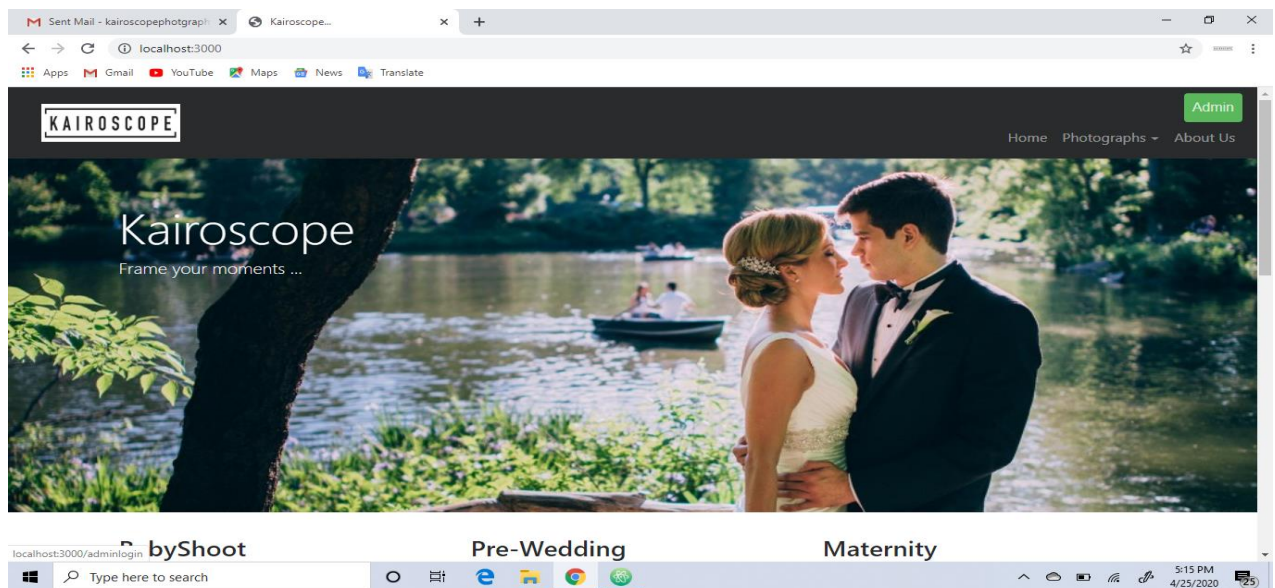 Sent Mail - kairoscopephotgraph
Kairoscope...
localhost:3000
Apps
Gmail
YouTube
Maps
News
Translate
KAIROSCOPE
Admin
Home
Photographs
About Us
Kairoscope
Frame your moments ...
byShoot
Pre-Wedding
Maternity
localhost:3000/adminlogin
Type here to search
5:15 PM
4/25/2020
25